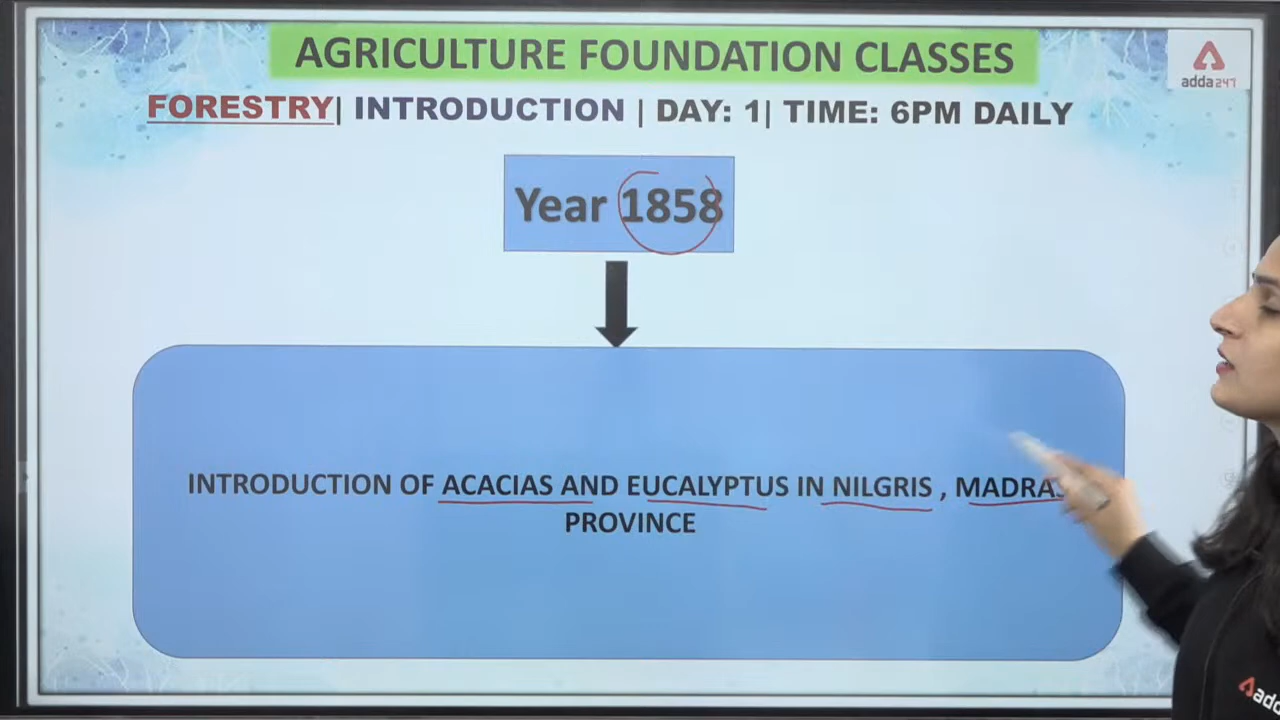 AGRICULTURE FOUNDATION CLASSES
adda247
FORESTRY| INTRODUCTION | DAY: 1| TIME: 6PM DAILY
Year 1858
INTRODUCTION OF ACACIAS AND EUCALYPTUS IN NILGRIS , MADRAS
PROVINCE